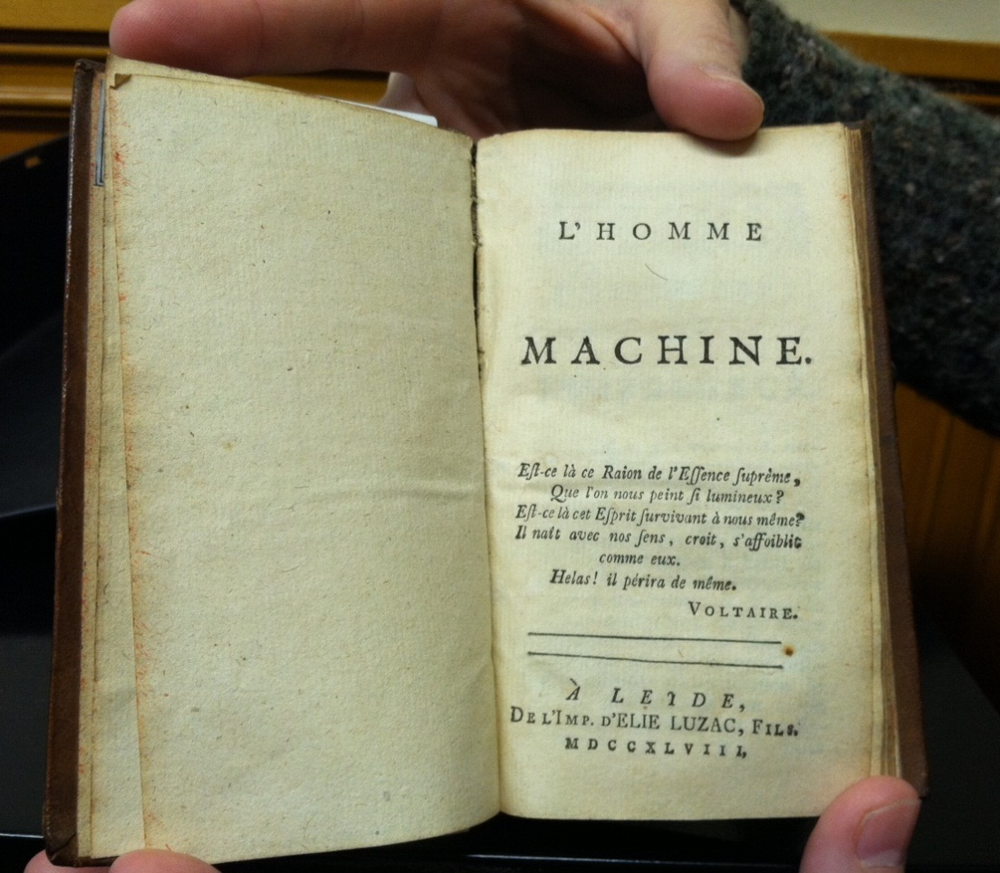 L'HOMME
MACHINE.
Eſt-ce là ce Raion de l'Eſſence ſuprème,
Que l'on nous peint ſi lumineux?
Eſt-ce là cet Eſprit ſurvivant à nous même?
Il naît avec nos ſens, croit, s'affoiblit
comme eux.
Helas! il périra de même.
VOLTAIRE.
À LEIDE,
DE L'IMP. D'ELIE LUZAC, FILS.
MDCCXLVIII,